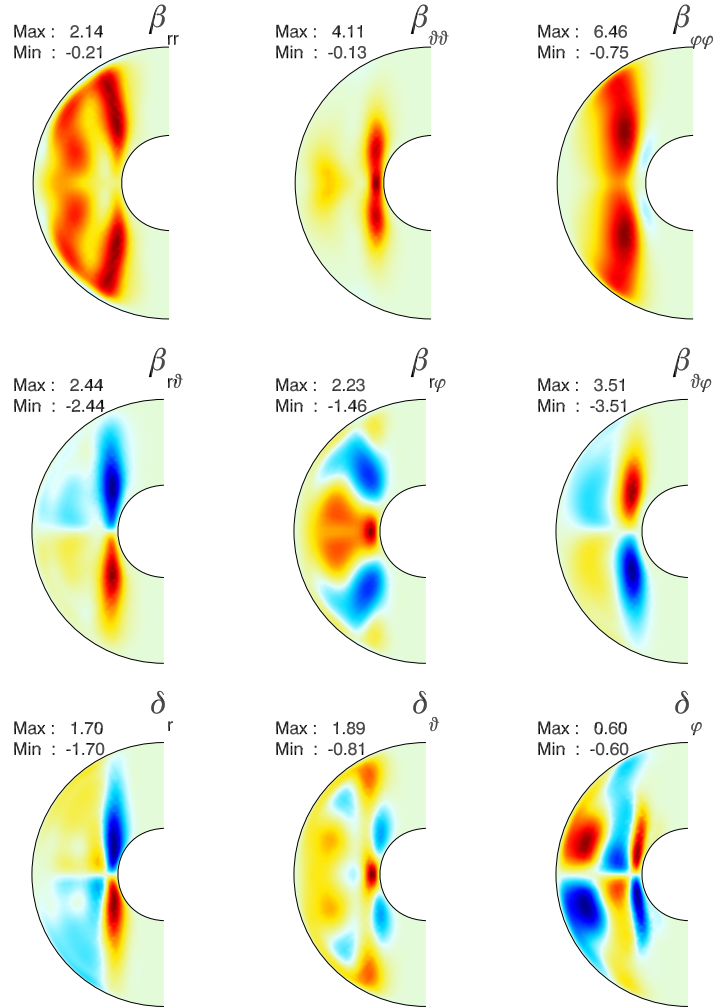 β rr
Max : 2.14
Min : -0.21
β ϑϑ
Max : 4.11
Min : -0.13
β φφ
Max : 6.46
Min : -0.75
β rϑ
Max : 2.44
Min : -2.44
β rφ
Max : 2.23
Min : -1.46
β ϑφ
Max : 3.51
Min : -3.51
δ r
Max : 1.70
Min : -1.70
δ ϑ
Max : 1.89
Min : -0.81
δ φ
Max : 0.60
Min : -0.60